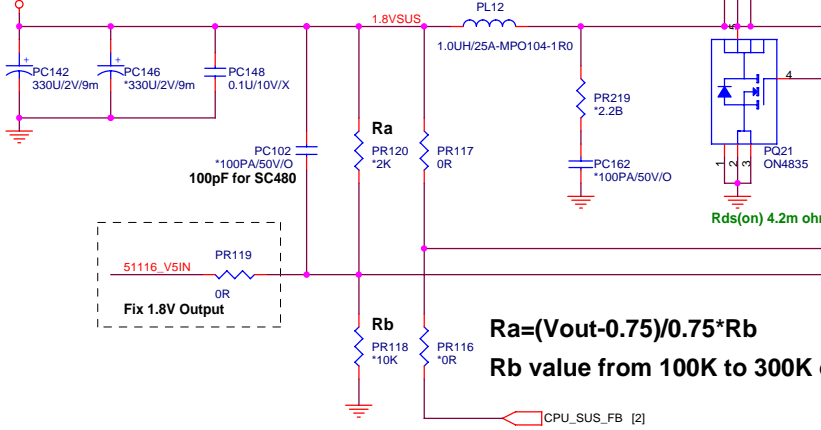 PL12
1.8VSUS
1.0UH/25A-MPO104-1R0
5
4
+
PC142
330U/2V/9m
+
PC146
*330U/2V/9m
PC148
0.1U/10V/X
PR219
*2.2B
PC102
*100PA/50V/O
100pF for SC480
Ra
PR120
*2K
PR117
0R
PC162
*100PA/50V/O
1
2
3
PQ21
ON4835
Rds(on) 4.2m ohm
51116_V5IN
PR119
0R
Fix 1.8V Output
Rb
PR118
*10K
PR116
*0R
Ra=(Vout-0.75)/0.75*Rb
Rb value from 100K to 300K
CPU_SUS_FB [2]